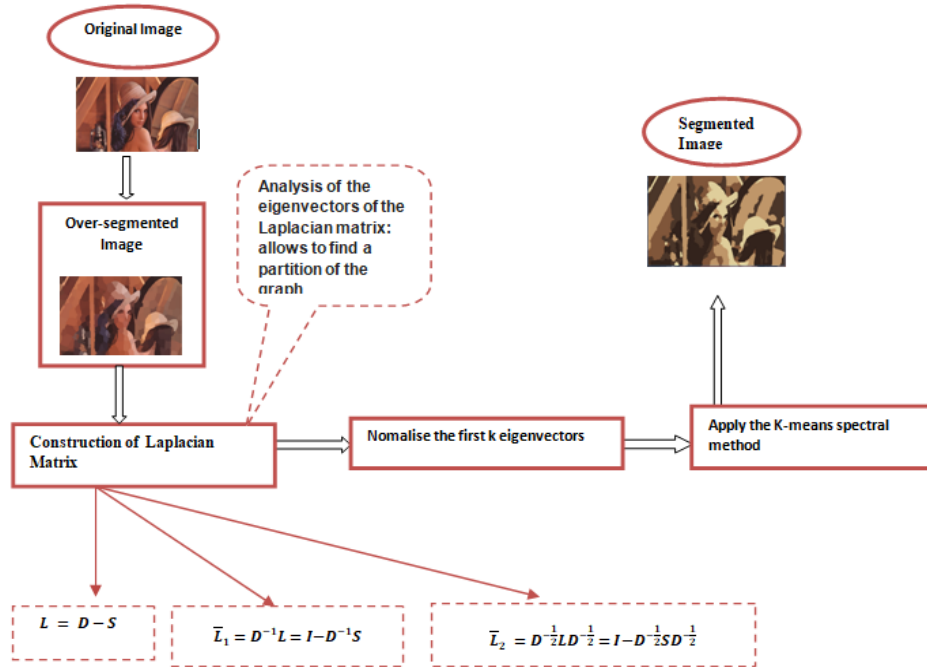 Original Image
Over-segmented
Image
Analysis of the
eigenvectors of the
Laplacian matrix:
allows to find a
partition of the
graph
Segmented
Image
Construction of Laplacian
Matrix
Nomalise the first k eigenvectors
Apply the K-means spectral
method
L = D − S
L̅₁ = D⁻¹L = I−D⁻¹S
L̅₂ = D^{-1/2}LD^{-1/2} = I−D^{-1/2}SD^{-1/2}